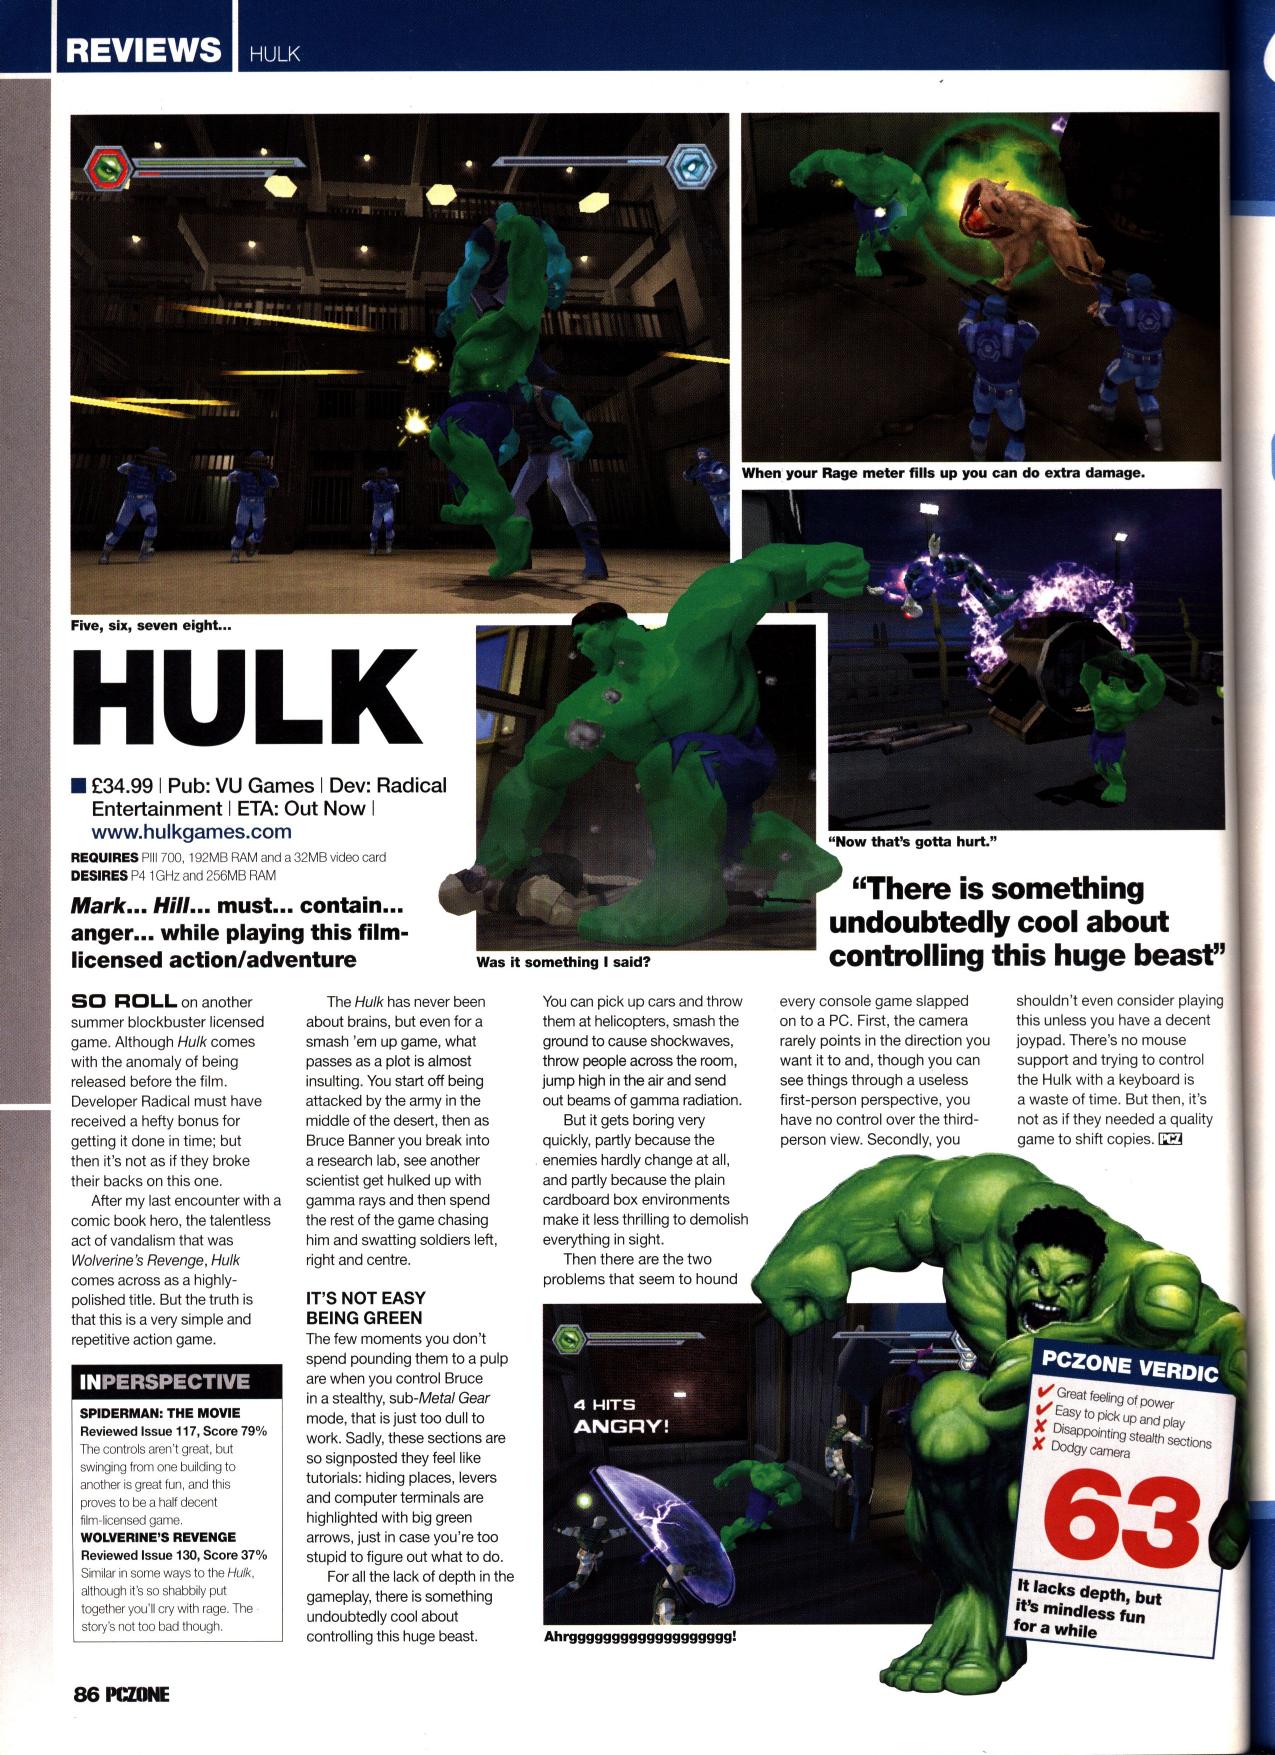 REVIEWS HULK
Five, six, seven eight...
When your Rage meter fills up you can do extra damage.
"Now that's gotta hurt."
Was it something I said?
HULK
£34.99 | Pub: VU Games | Dev: Radical
Entertainment | ETA: Out Now |
www.hulkgames.com
REQUIRES PIII 700, 192MB RAM and a 32MB video card
DESIRES P4 1GHz and 256MB RAM
Mark... Hill... must... contain...
anger... while playing this film-
licensed action/adventure
"There is something
undoubtedly cool about
controlling this huge beast"
SO ROLL on another
summer blockbuster licensed
game. Although Hulk comes
with the anomaly of being
released before the film.
Developer Radical must have
received a hefty bonus for
getting it done in time; but
then it's not as if they broke
their backs on this one.
After my last encounter with a
comic book hero, the talentless
act of vandalism that was
Wolverine's Revenge, Hulk
comes across as a highly-
polished title. But the truth is
that this is a very simple and
repetitive action game.
INPERSPECTIVE
SPIDERMAN: THE MOVIE
Reviewed Issue 117, Score 79%
The controls aren't great, but
swinging from one building to
another is great fun, and this
proves to be a half decent
film-licensed game.
WOLVERINE'S REVENGE
Reviewed Issue 130, Score 37%
Similar in some ways to the Hulk,
although it's so shabbily put
together you'll cry with rage. The
story's not too bad though.
The Hulk has never been
about brains, but even for a
smash 'em up game, what
passes as a plot is almost
insulting. You start off being
attacked by the army in the
middle of the desert, then as
Bruce Banner you break into
a research lab, see another
scientist get hulked up with
gamma rays and then spend
the rest of the game chasing
him and swatting soldiers left,
right and centre.
IT'S NOT EASY
BEING GREEN
The few moments you don't
spend pounding them to a pulp
are when you control Bruce
in a stealthy, sub-Metal Gear
mode, that is just too dull to
work. Sadly, these sections are
so signposted they feel like
tutorials: hiding places, levers
and computer terminals are
highlighted with big green
arrows, just in case you're too
stupid to figure out what to do.
For all the lack of depth in the
gameplay, there is something
undoubtedly cool about
controlling this huge beast.
You can pick up cars and throw
them at helicopters, smash the
ground to cause shockwaves,
throw people across the room,
jump high in the air and send
out beams of gamma radiation.
But it gets boring very
quickly, partly because the
enemies hardly change at all,
and partly because the plain
cardboard box environments
make it less thrilling to demolish
everything in sight.
Then there are the two
problems that seem to hound
every console game slapped
on to a PC. First, the camera
rarely points in the direction you
want it to and, though you can
see things through a useless
first-person perspective, you
have no control over the third-
person view. Secondly, you
shouldn't even consider playing
this unless you have a decent
joypad. There's no mouse
support and trying to control
the Hulk with a keyboard is
a waste of time. But then, it's
not as if they needed a quality
game to shift copies. PCZ
4 HITS
ANGRY!
Ahrgggggggggggggggggggg!
PCZONE VERDIC
Great feeling of power
Easy to pick up and play
Disappointing stealth sections
Dodgy camera
63
It lacks depth, but
it's mindless fun
for a while
86 PCZONE